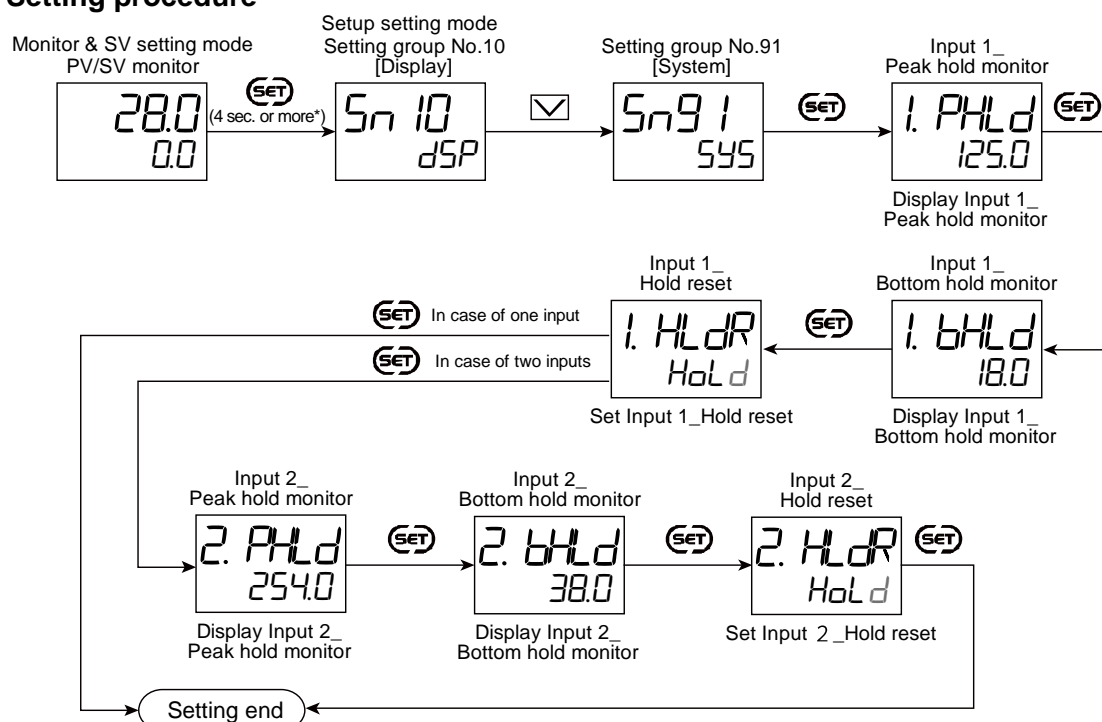 Setting procedure
Monitor & SV setting mode
PV/SV monitor
28.0
0.0
SET
(4 sec. or more*)
Setup setting mode
Setting group No.10
[Display]
Sn 10
dSP
Setting group No.91
[System]
Sn91
SYS
SET
Input 1_
Peak hold monitor
1. PHLd
125.0
Display Input 1_
Peak hold monitor
SET
Input 1_
Bottom hold monitor
1. bHLd
18.0
Display Input 1_
Bottom hold monitor
SET
Input 1_
Hold reset
1. HLdR
HoLd
Set Input 1_Hold reset
SET In case of one input
SET In case of two inputs
Input 2_
Peak hold monitor
2. PHLd
254.0
Display Input 2_
Peak hold monitor
SET
Input 2_
Bottom hold monitor
2. bHLd
38.0
Display Input 2_
Bottom hold monitor
SET
Input 2_
Hold reset
2. HLdR
HoLd
Set Input 2_Hold reset
SET
Setting end